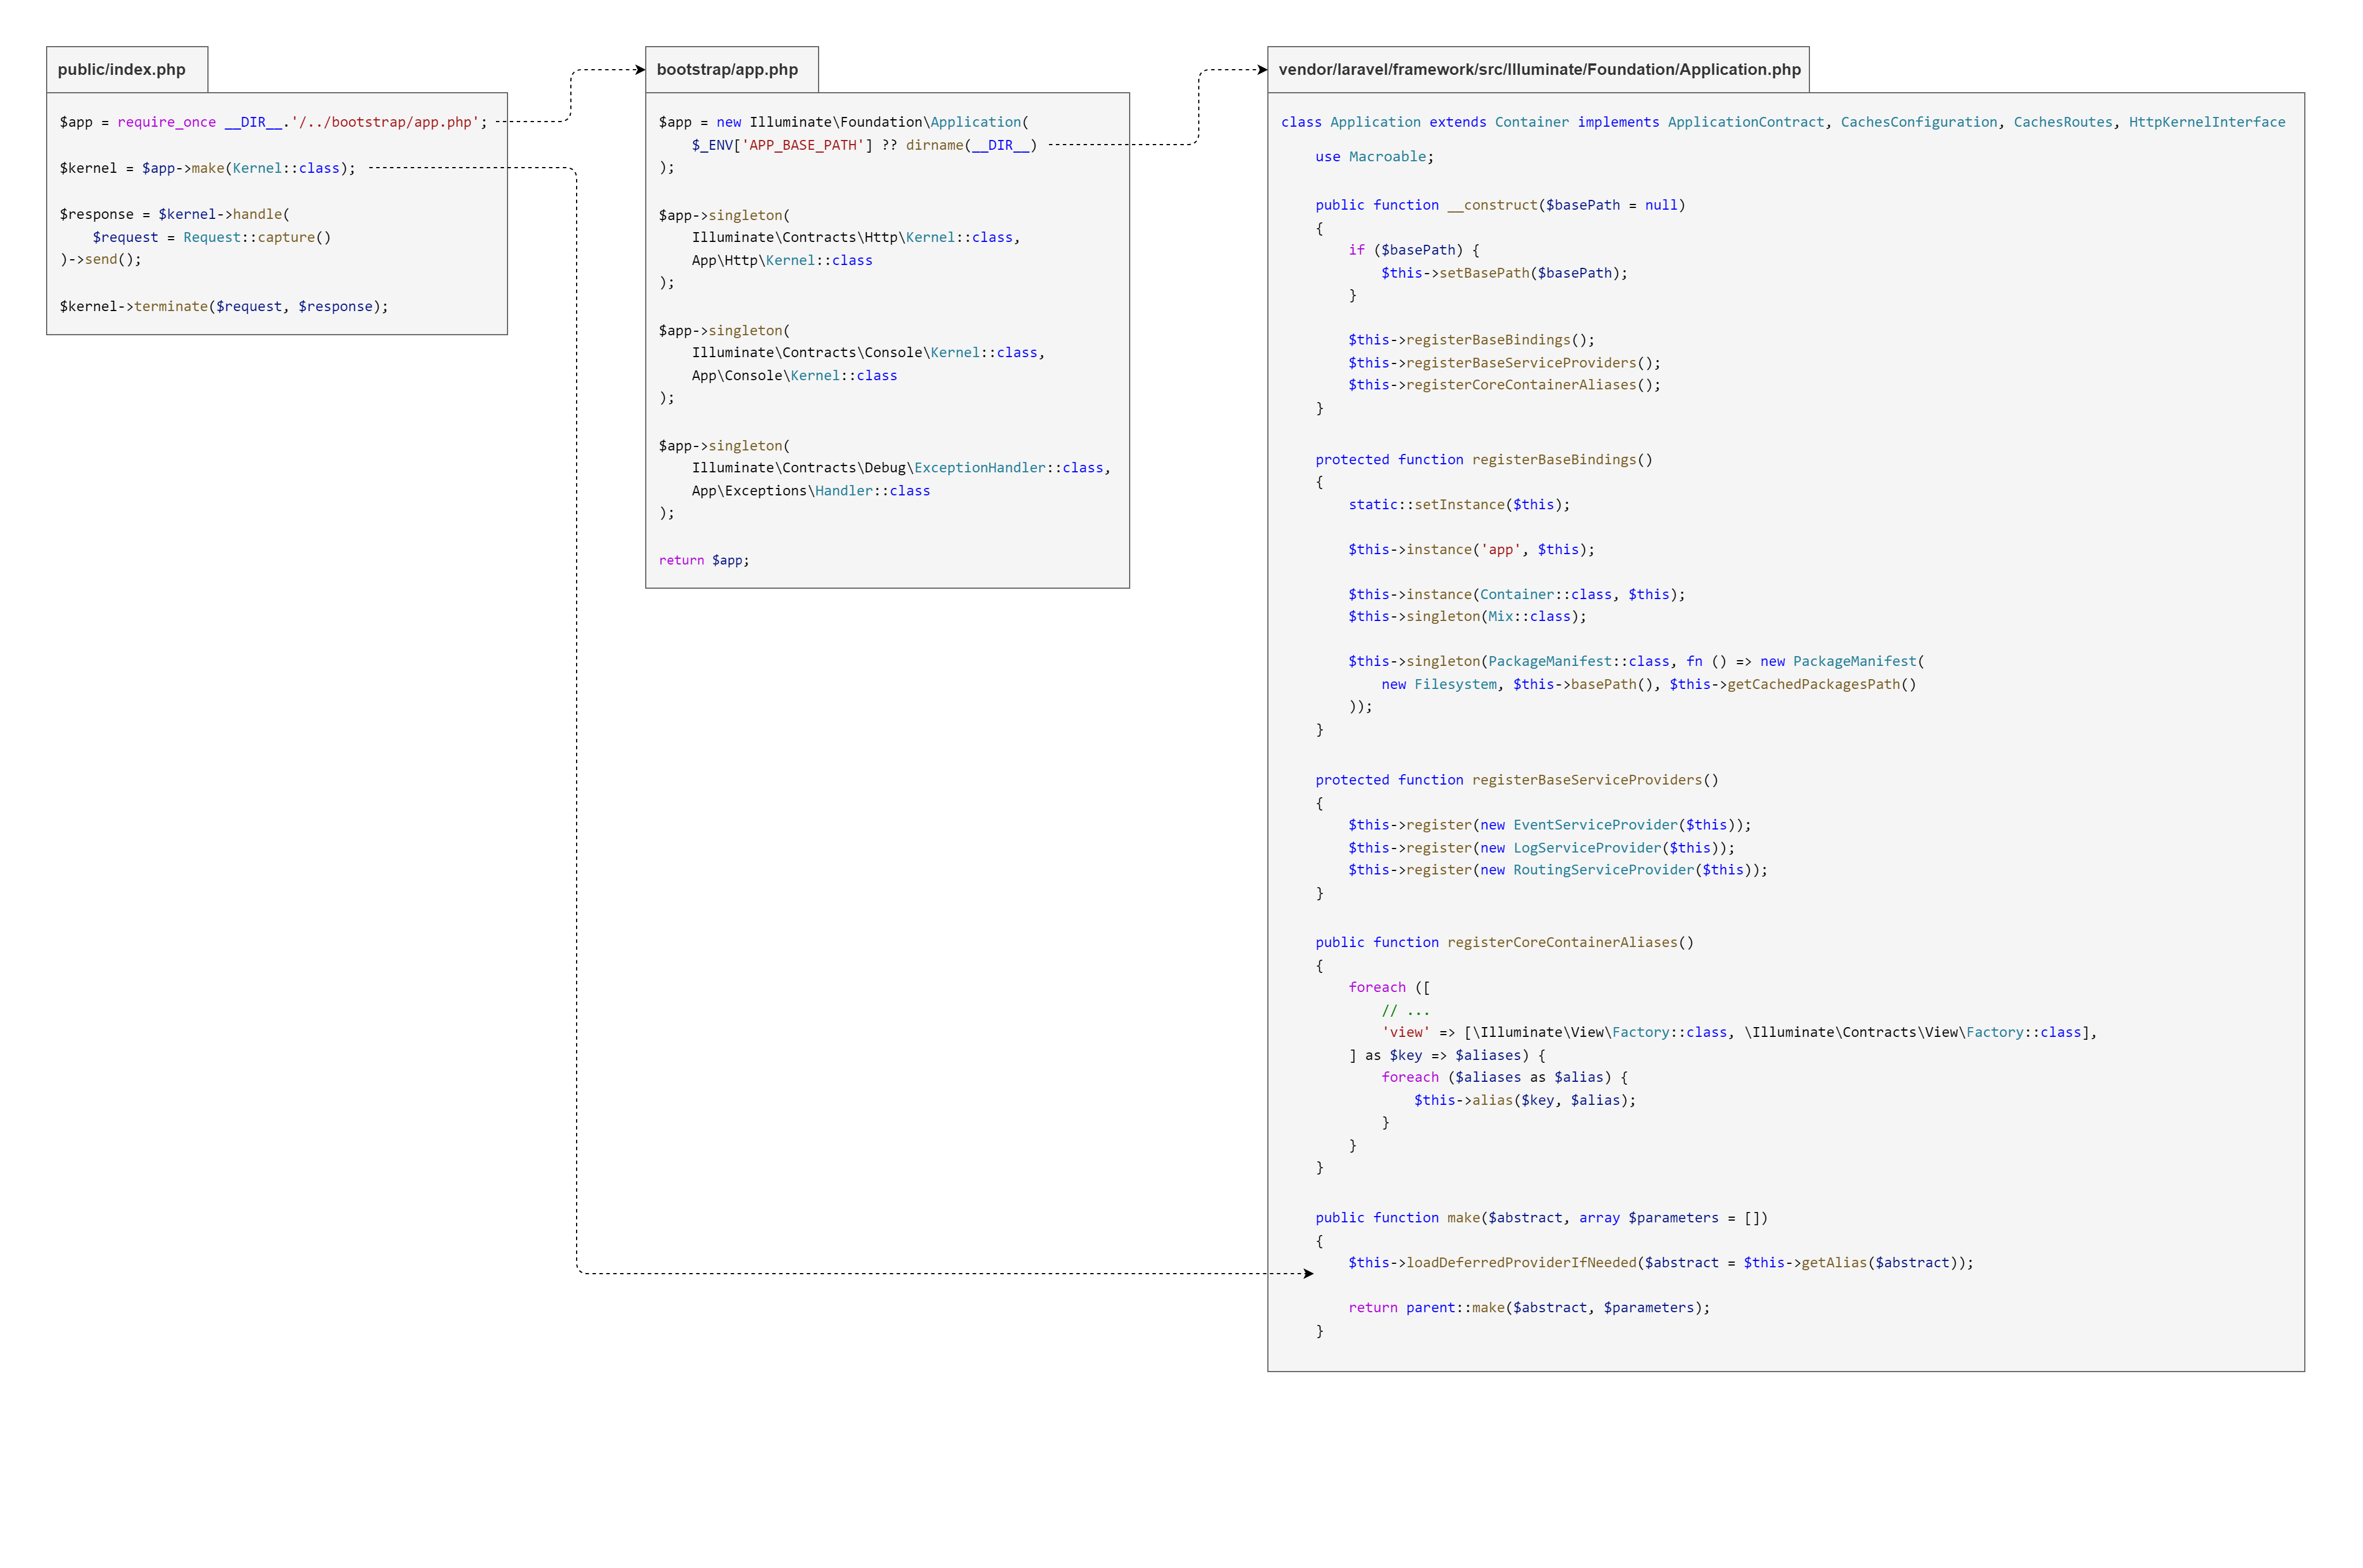 public/index.php
$app = require_once __DIR__.'/../bootstrap/app.php';
$kernel = $app->make(Kernel::class);
$response = $kernel->handle(
    $request = Request::capture()
)->send();
$kernel->terminate($request, $response);
bootstrap/app.php
$app = new Illuminate\Foundation\Application(
    $_ENV['APP_BASE_PATH'] ?? dirname(__DIR__)
);
$app->singleton(
    Illuminate\Contracts\Http\Kernel::class,
    App\Http\Kernel::class
);
$app->singleton(
    Illuminate\Contracts\Console\Kernel::class,
    App\Console\Kernel::class
);
$app->singleton(
    Illuminate\Contracts\Debug\ExceptionHandler::class,
    App\Exceptions\Handler::class
);
return $app;
vendor/laravel/framework/src/Illuminate/Foundation/Application.php
class Application extends Container implements ApplicationContract, CachesConfiguration, CachesRoutes, HttpKernelInterface
    use Macroable;
    public function __construct($basePath = null)
    {
        if ($basePath) {
            $this->setBasePath($basePath);
        }
        $this->registerBaseBindings();
        $this->registerBaseServiceProviders();
        $this->registerCoreContainerAliases();
    }
    protected function registerBaseBindings()
    {
        static::setInstance($this);
        $this->instance('app', $this);
        $this->instance(Container::class, $this);
        $this->singleton(Mix::class);
        $this->singleton(PackageManifest::class, fn () => new PackageManifest(
            new Filesystem, $this->basePath(), $this->getCachedPackagesPath()
        ));
    }
    protected function registerBaseServiceProviders()
    {
        $this->register(new EventServiceProvider($this));
        $this->register(new LogServiceProvider($this));
        $this->register(new RoutingServiceProvider($this));
    }
    public function registerCoreContainerAliases()
    {
        foreach ([
            // ...
            'view' => [\Illuminate\View\Factory::class, \Illuminate\Contracts\View\Factory::class],
        ] as $key => $aliases) {
            foreach ($aliases as $alias) {
                $this->alias($key, $alias);
            }
        }
    }
    public function make($abstract, array $parameters = [])
    {
        $this->loadDeferredProviderIfNeeded($abstract = $this->getAlias($abstract));
        return parent::make($abstract, $parameters);
    }